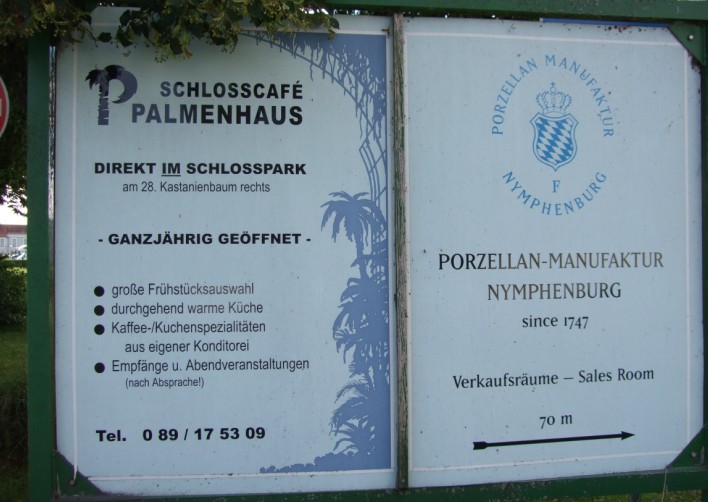 SCHLOSSCAFÉ
PALMENHAUS
DIREKT IM SCHLOSSPARK
am 28. Kastanienbaum rechts
- GANZJÄHRIG GEÖFFNET -
● große Frühstücksauswahl
● durchgehend warme Küche
● Kaffee-/Kuchenspezialitäten
aus eigener Konditorei
● Empfänge u. Abendveranstaltungen
(nach Absprache!)
Tel. 0 89 / 17 53 09
PORZELLAN MANUFAKTUR
F
NYMPHENBURG
PORZELLAN-MANUFAKTUR
NYMPHENBURG
since 1747
Verkaufsräume – Sales Room
70 m